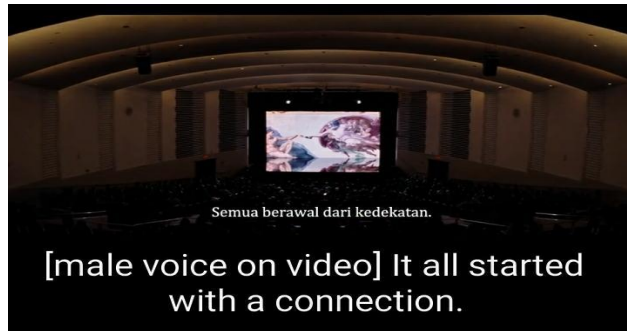 Semua berawal dari kedekatan.
[male voice on video] It all started
with a connection.